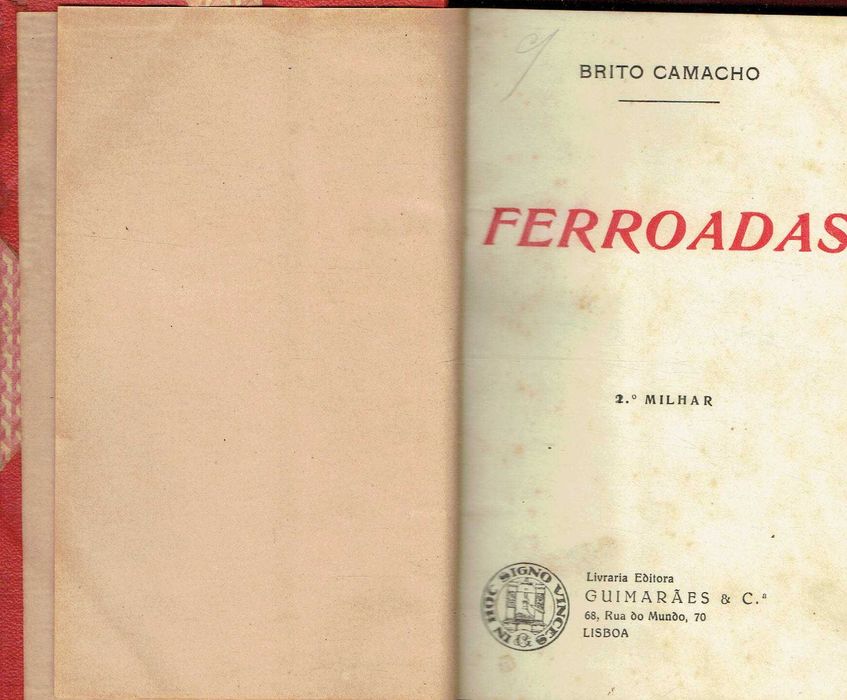 BRITO CAMACHO
FERROADAS
2.º MILHAR
IN HOC SIGNO VINCES
G
Livraria Editora
GUIMARÃES & C.ª
68, Rua do Mundo, 70
LISBOA